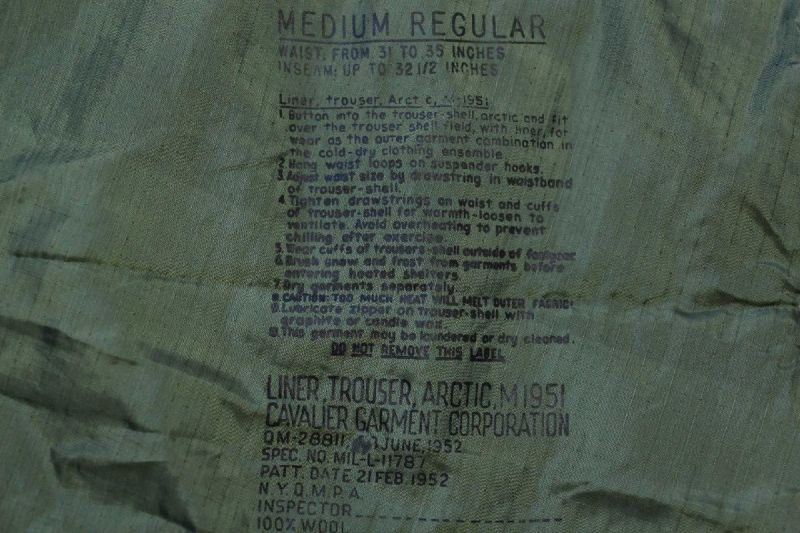 MEDIUM REGULAR
WAIST: FROM 31 TO 35 INCHES
INSEAM: UP TO 32 1/2 INCHES
Liner, trouser, Arctic, M-1951
1. Button into the trouser-shell, arctic and fit
over the trouser shell field, with liner, for
wear as the outer garment combination in
the cold-dry clothing ensemble.
2. Hang waist loops on suspender hooks.
3. Adjust waist size by drawstring in waistband
of trouser-shell.
4. Tighten drawstrings on waist and cuffs
of trouser-shell for warmth-loosen to
ventilate. Avoid overheating to prevent
chilling after exercise.
5. Wear cuffs of trousers-shell outside of footgear.
6. Brush snow and frost from garments before
entering heated shelters.
7. Dry garments separately.
8. CAUTION: TOO MUCH HEAT WILL MELT OUTER FABRIC!
9. Lubricate zipper on trouser-shell with
graphite or candle wax.
This garment may be laundered or dry cleaned.
DO NOT REMOVE THIS LABEL
LINER, TROUSER, ARCTIC, M 1951
CAVALIER GARMENT CORPORATION
QM-28811 JUNE, 1952
SPEC. NO. MIL-L-11787
PATT. DATE 21 FEB 1952
N.Y.Q.M.P.A.
INSPECTOR
100% WOOL